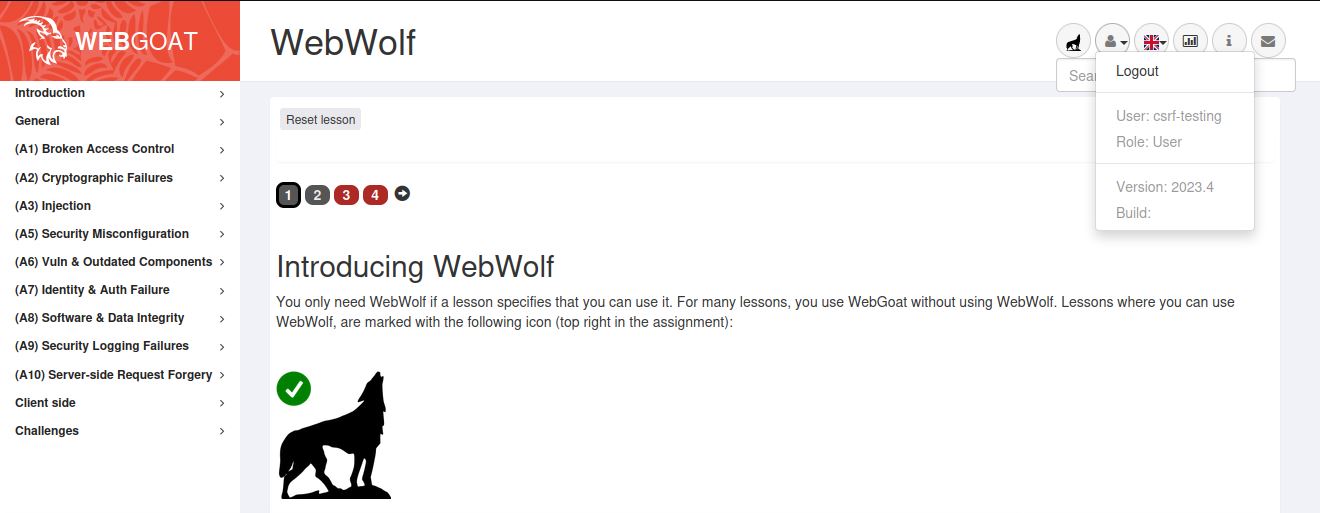 WEBGOAT
WebWolf
Sear
Logout
User: csrf-testing
Role: User
Version: 2023.4
Build:
Introduction
General
(A1) Broken Access Control
(A2) Cryptographic Failures
(A3) Injection
(A5) Security Misconfiguration
(A6) Vuln & Outdated Components
(A7) Identity & Auth Failure
(A8) Software & Data Integrity
(A9) Security Logging Failures
(A10) Server-side Request Forgery
Client side
Challenges
Reset lesson
1 2 3 4
Introducing WebWolf
You only need WebWolf if a lesson specifies that you can use it. For many lessons, you use WebGoat without using WebWolf. Lessons where you can use
WebWolf, are marked with the following icon (top right in the assignment):